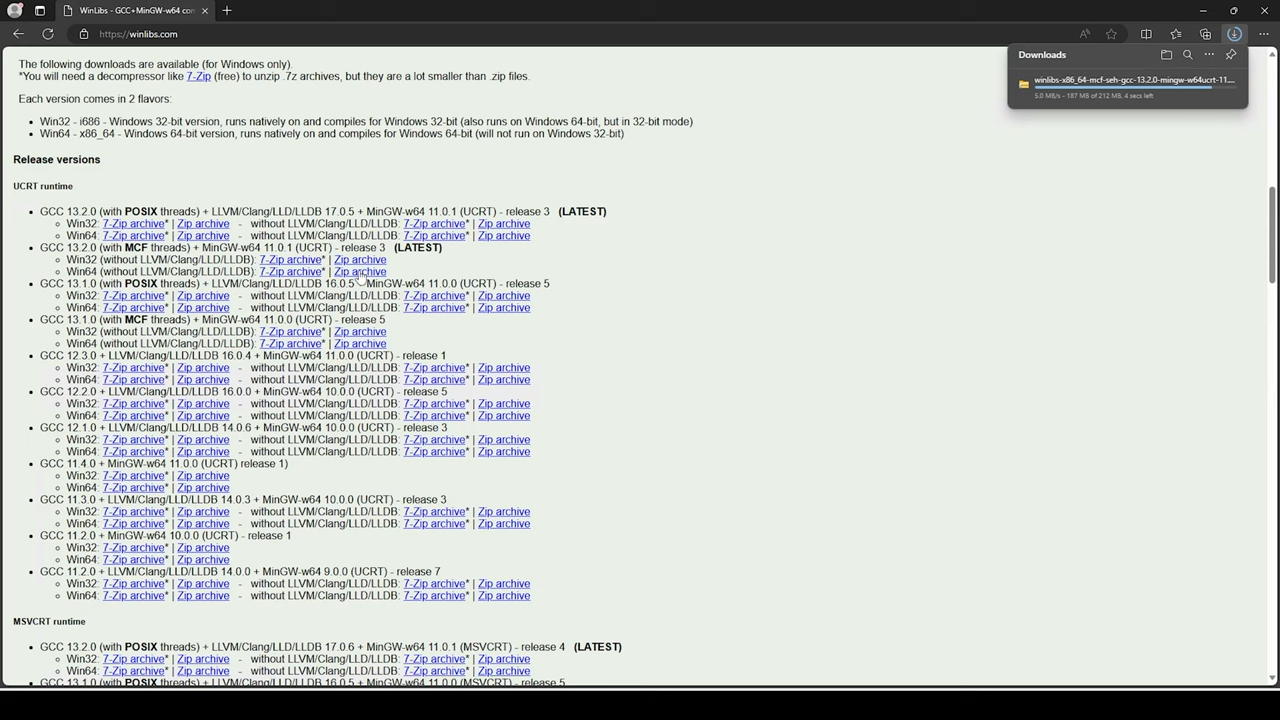 WinLibs - GCC+MinGW-w64 con
https://winlibs.com
Downloads
winlibs-x86_64-mcf-seh-gcc-13.2.0-mingw-w64ucrt-11....
5.0 MB/s - 187 MB of 212 MB, 4 secs left
The following downloads are available (for Windows only).
*You will need a decompressor like 7-Zip (free) to unzip .7z archives, but they are a lot smaller than .zip files.
Each version comes in 2 flavors:
Win32 - i686 - Windows 32-bit version, runs natively on and compiles for Windows 32-bit (also runs on Windows 64-bit, but in 32-bit mode)
Win64 - x86_64 - Windows 64-bit version, runs natively on and compiles for Windows 64-bit (will not run on Windows 32-bit)
Release versions
UCRT runtime
GCC 13.2.0 (with POSIX threads) + LLVM/Clang/LLD/LLDB 17.0.5 + MinGW-w64 11.0.1 (UCRT) - release 3 (LATEST)
Win32: 7-Zip archive* | Zip archive - without LLVM/Clang/LLD/LLDB: 7-Zip archive* | Zip archive
Win64: 7-Zip archive* | Zip archive - without LLVM/Clang/LLD/LLDB: 7-Zip archive* | Zip archive
GCC 13.2.0 (with MCF threads) + MinGW-w64 11.0.1 (UCRT) - release 3 (LATEST)
Win32 (without LLVM/Clang/LLD/LLDB): 7-Zip archive* | Zip archive
Win64 (without LLVM/Clang/LLD/LLDB): 7-Zip archive* | Zip archive
GCC 13.1.0 (with POSIX threads) + LLVM/Clang/LLD/LLDB 16.0.5 MinGW-w64 11.0.0 (UCRT) - release 5
Win32: 7-Zip archive* | Zip archive - without LLVM/Clang/LLD/LLDB: 7-Zip archive* | Zip archive
Win64: 7-Zip archive* | Zip archive - without LLVM/Clang/LLD/LLDB: 7-Zip archive* | Zip archive
GCC 13.1.0 (with MCF threads) + MinGW-w64 11.0.0 (UCRT) - release 5
Win32 (without LLVM/Clang/LLD/LLDB): 7-Zip archive* | Zip archive
Win64 (without LLVM/Clang/LLD/LLDB): 7-Zip archive* | Zip archive
GCC 12.3.0 + LLVM/Clang/LLD/LLDB 16.0.4 + MinGW-w64 11.0.0 (UCRT) - release 1
Win32: 7-Zip archive* | Zip archive - without LLVM/Clang/LLD/LLDB: 7-Zip archive* | Zip archive
Win64: 7-Zip archive* | Zip archive - without LLVM/Clang/LLD/LLDB: 7-Zip archive* | Zip archive
GCC 12.2.0 + LLVM/Clang/LLD/LLDB 16.0.0 + MinGW-w64 10.0.0 (UCRT) - release 5
Win32: 7-Zip archive* | Zip archive - without LLVM/Clang/LLD/LLDB: 7-Zip archive* | Zip archive
Win64: 7-Zip archive* | Zip archive - without LLVM/Clang/LLD/LLDB: 7-Zip archive* | Zip archive
GCC 12.1.0 + LLVM/Clang/LLD/LLDB 14.0.6 + MinGW-w64 10.0.0 (UCRT) - release 3
Win32: 7-Zip archive* | Zip archive - without LLVM/Clang/LLD/LLDB: 7-Zip archive* | Zip archive
Win64: 7-Zip archive* | Zip archive - without LLVM/Clang/LLD/LLDB: 7-Zip archive* | Zip archive
GCC 11.4.0 + MinGW-w64 11.0.0 (UCRT) release 1)
Win32: 7-Zip archive* | Zip archive
Win64: 7-Zip archive* | Zip archive
GCC 11.3.0 + LLVM/Clang/LLD/LLDB 14.0.3 + MinGW-w64 10.0.0 (UCRT) - release 3
Win32: 7-Zip archive* | Zip archive - without LLVM/Clang/LLD/LLDB: 7-Zip archive* | Zip archive
Win64: 7-Zip archive* | Zip archive - without LLVM/Clang/LLD/LLDB: 7-Zip archive* | Zip archive
GCC 11.2.0 + MinGW-w64 10.0.0 (UCRT) - release 1
Win32: 7-Zip archive* | Zip archive
Win64: 7-Zip archive* | Zip archive
GCC 11.2.0 + LLVM/Clang/LLD/LLDB 14.0.0 + MinGW-w64 9.0.0 (UCRT) - release 7
Win32: 7-Zip archive* | Zip archive - without LLVM/Clang/LLD/LLDB: 7-Zip archive* | Zip archive
Win64: 7-Zip archive* | Zip archive - without LLVM/Clang/LLD/LLDB: 7-Zip archive* | Zip archive
MSVCRT runtime
GCC 13.2.0 (with POSIX threads) + LLVM/Clang/LLD/LLDB 17.0.6 + MinGW-w64 11.0.1 (MSVCRT) - release 4 (LATEST)
Win32: 7-Zip archive* | Zip archive - without LLVM/Clang/LLD/LLDB: 7-Zip archive* | Zip archive
Win64: 7-Zip archive* | Zip archive - without LLVM/Clang/LLD/LLDB: 7-Zip archive* | Zip archive
GCC 13.1.0 (with POSIX threads) + LLVM/Clang/LLD/LLDB 16.0.5 + MinGW-w64 11.0.0 (MSVCRT) - release 5